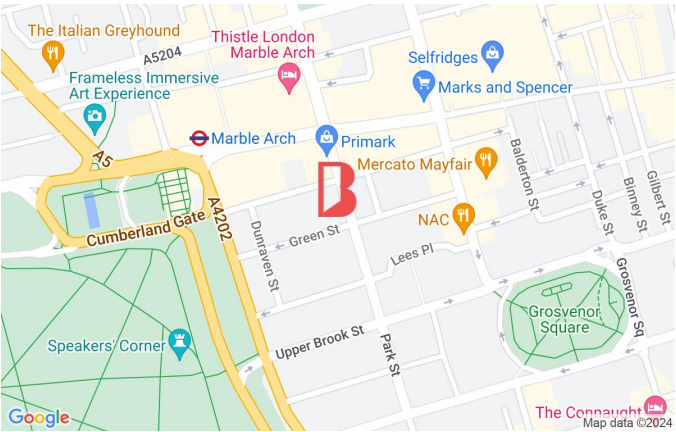 The Italian Greyhound
A5204
Thistle London
Marble Arch
Selfridges
Marks and Spencer
Frameless Immersive
Art Experience
Marble Arch
Primark
A5
Mercato Mayfair
Balderton St
Binney St
Gilbert St
Duke St
Cumberland Gate
A4202
Dunraven St
Green St
NAC
Lees Pl
Grosvenor Sq
Grosvenor
Square
Speakers' Corner
Upper Brook St
Park St
The Connaught
Google
Map data ©2024